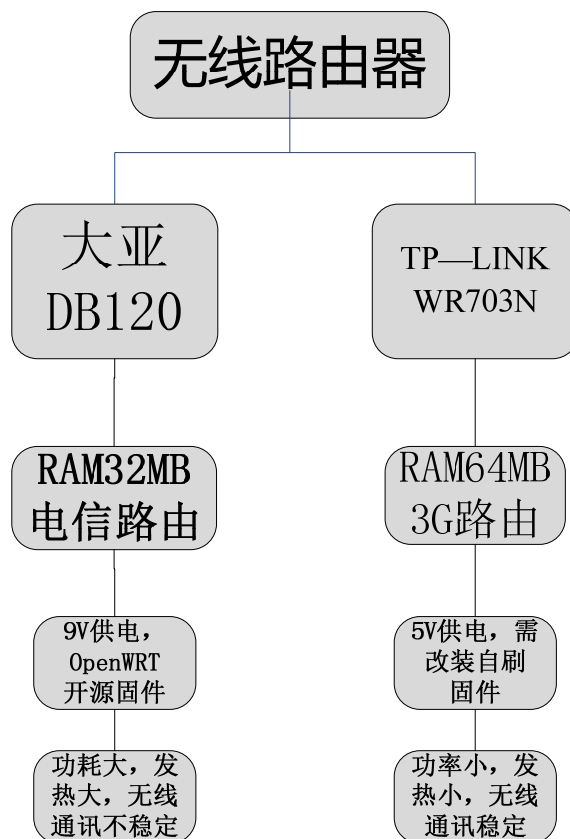 无线路由器
大亚
DB120
TP—LINK
WR703N
RAM32MB
电信路由
RAM64MB
3G路由
9V供电，
OpenWRT
开源固件
5V供电，需
改装自刷
固件
功耗大，发
热大，无线
通讯不稳定
功率小，发
热小，无线
通讯稳定